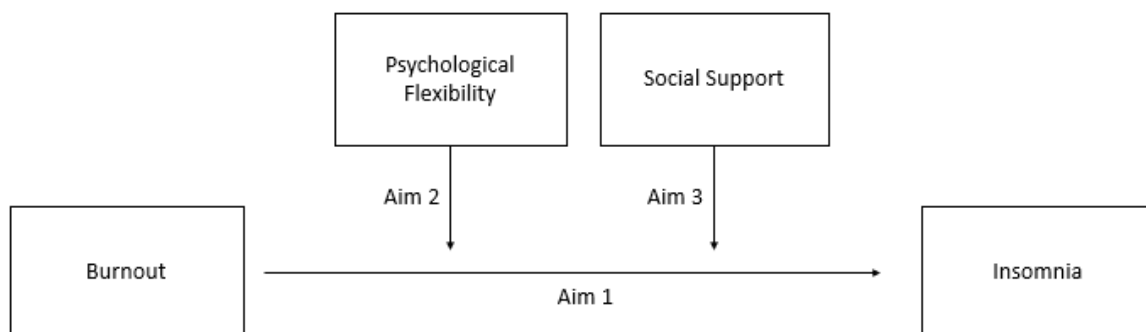 Psychological
Flexibility
Social Support
Aim 2
Aim 3
Burnout
Insomnia
Aim 1